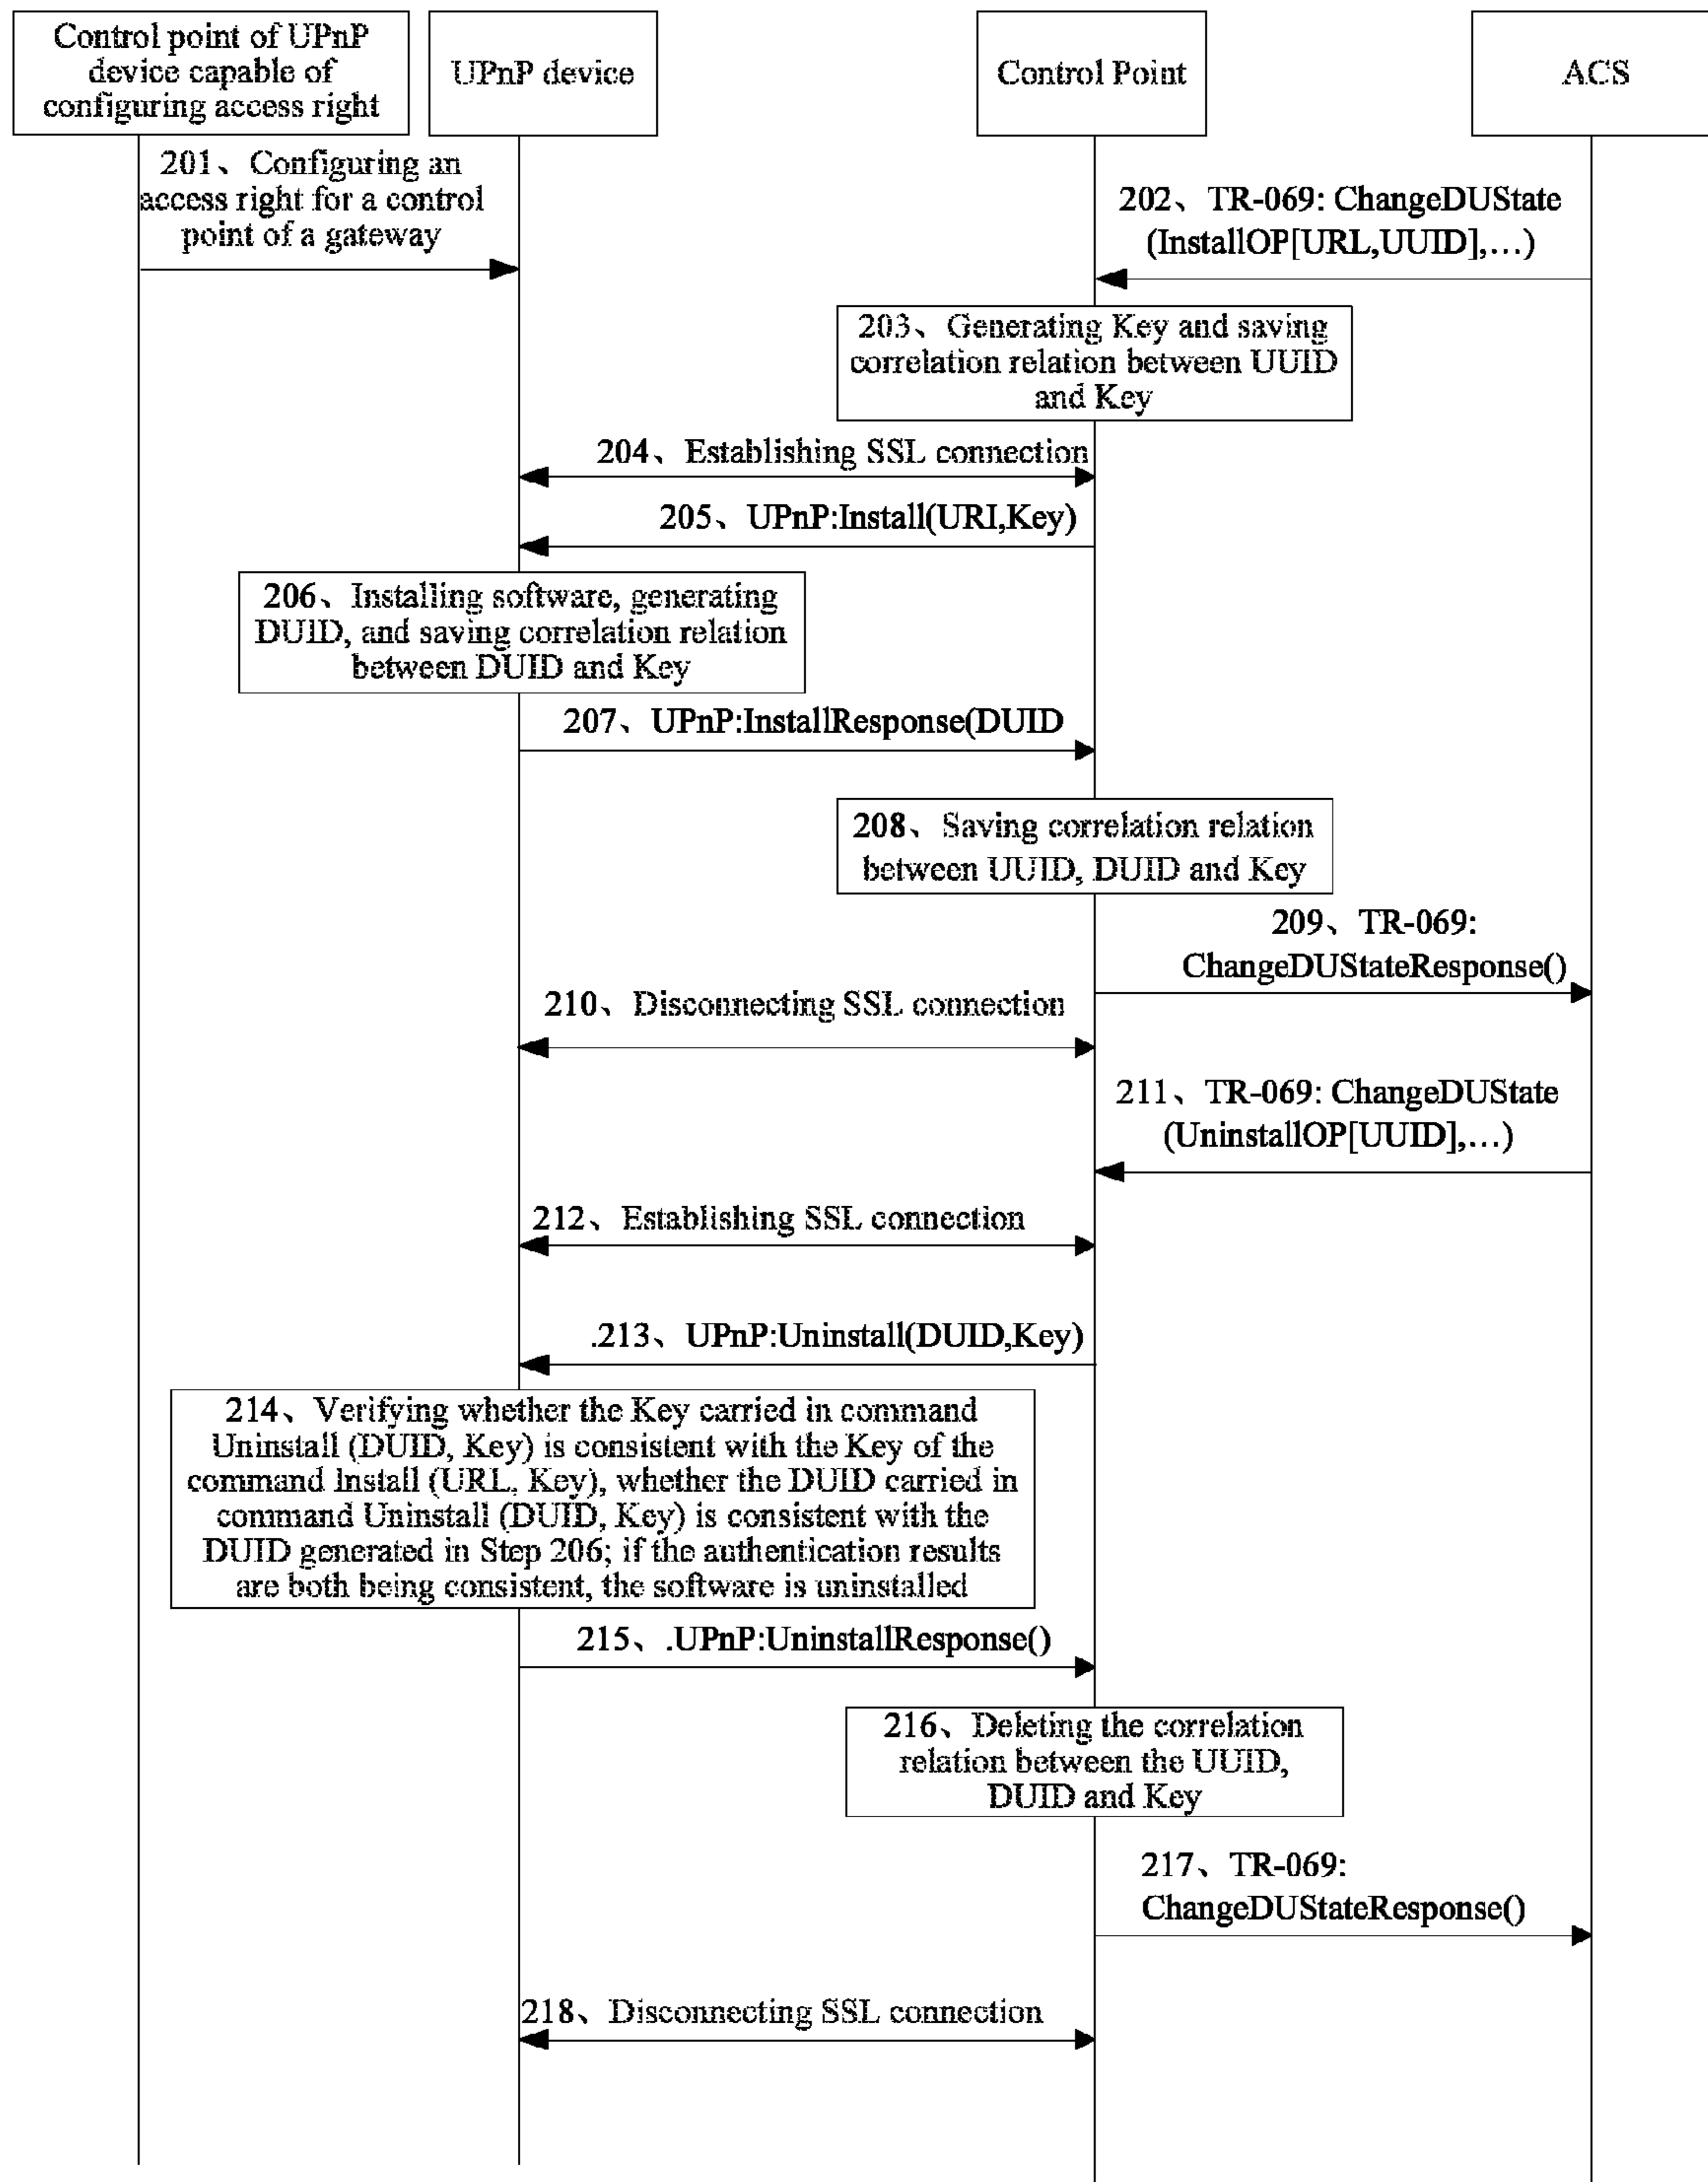 Control point of UPnP
device capable of
configuring access right
UPnP device
Control Point
ACS
201、Configuring an
access right for a control
point of a gateway
202、TR-069: ChangeDUState
(InstallOP[URL,UUID],...)
203、Generating Key and saving
correlation relation between UUID
and Key
204、Establishing SSL connection
205、UPnP:Install(URI,Key)
206、Installing software, generating
DUID, and saving correlation relation
between DUID and Key
207、UPnP:InstallResponse(DUID
208、Saving correlation relation
between UUID, DUID and Key
209、TR-069:
ChangeDUStateResponse()
210、Disconnecting SSL connection
211、TR-069: ChangeDUState
(UninstallOP[UUID],...)
212、Establishing SSL connection
.213、UPnP:Uninstall(DUID,Key)
214、Verifying whether the Key carried in command
Uninstall (DUID, Key) is consistent with the Key of the
command Install (URL, Key), whether the DUID carried in
command Uninstall (DUID, Key) is consistent with the
DUID generated in Step 206; if the authentication results
are both being consistent, the software is uninstalled
215、.UPnP:UninstallResponse()
216、Deleting the correlation
relation between the UUID,
DUID and Key
217、TR-069:
ChangeDUStateResponse()
218、Disconnecting SSL connection